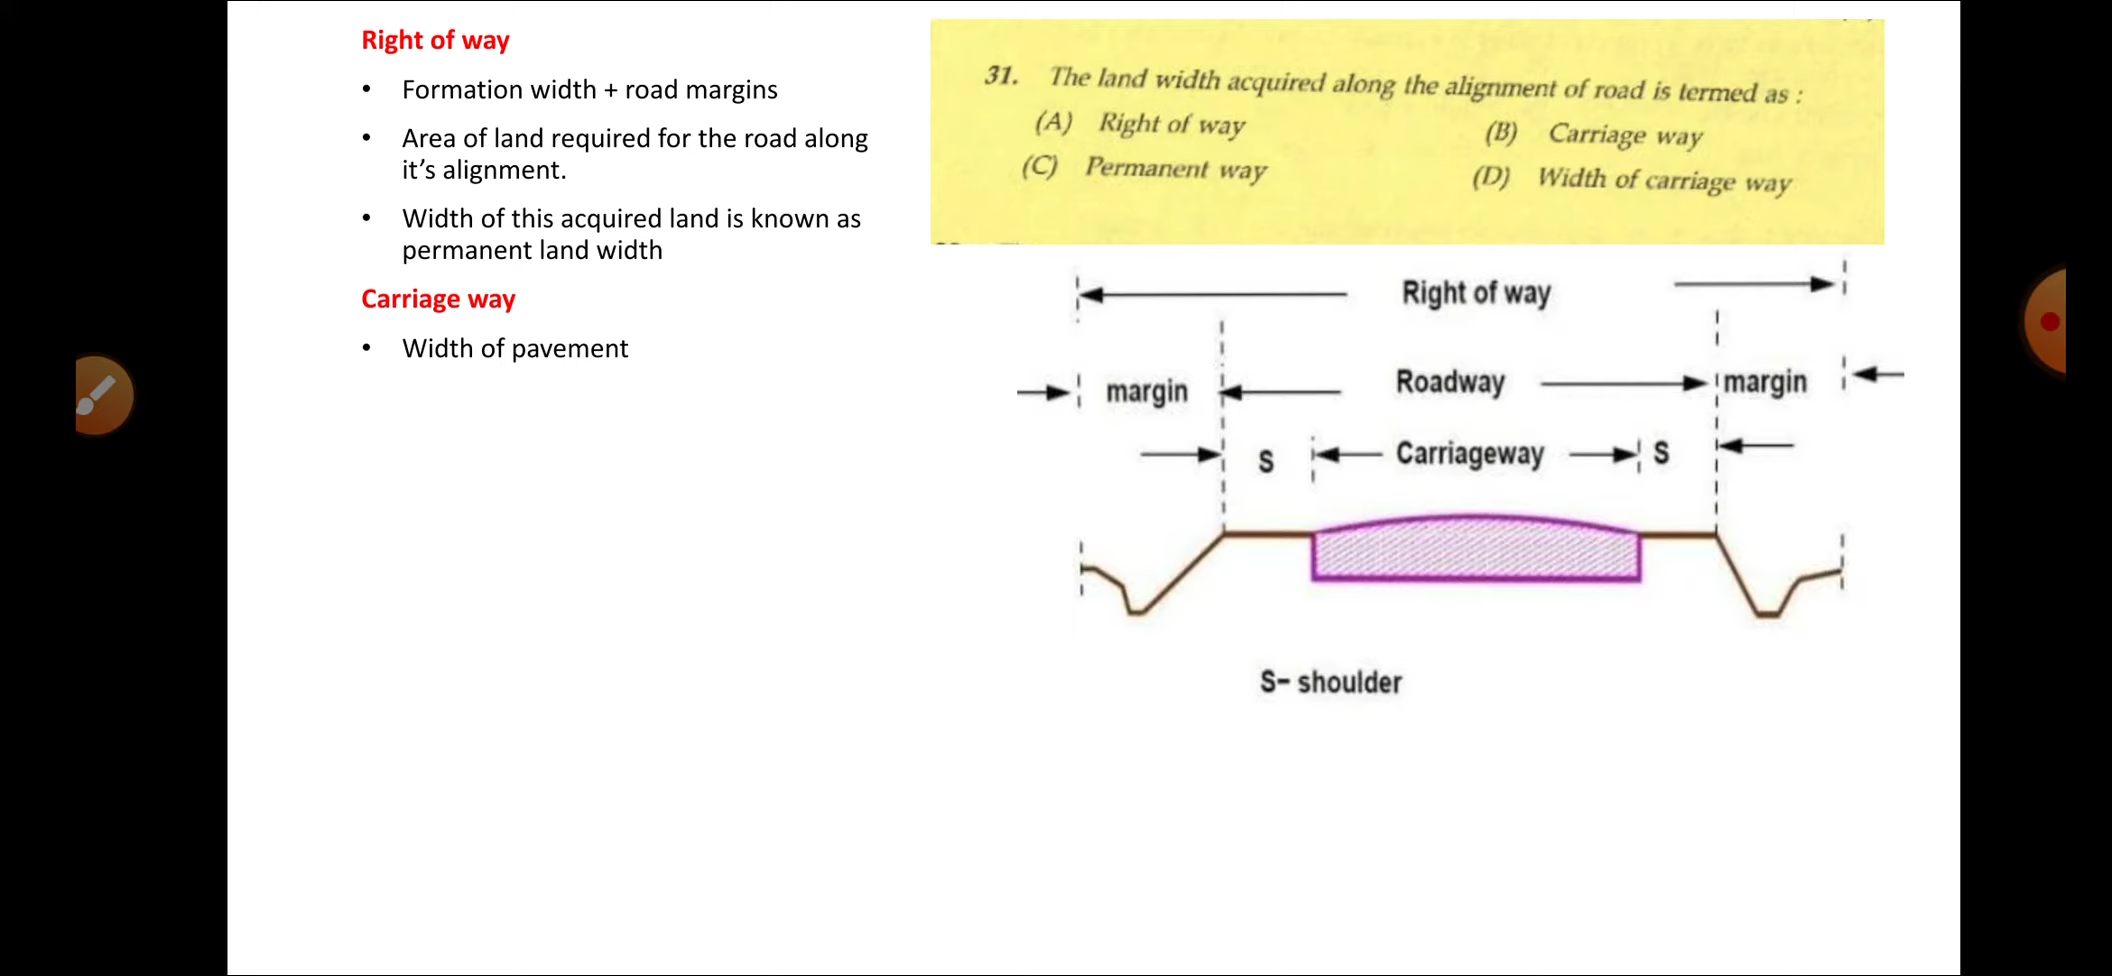 Right of way
• Formation width + road margins
• Area of land required for the road along
it's alignment.
• Width of this acquired land is known as
permanent land width
Carriage way
• Width of pavement
31. The land width acquired along the alignment of road is termed as :
(A) Right of way (B) Carriage way
(C) Permanent way (D) Width of carriage way
Right of way
margin Roadway margin
S Carriageway S
S- shoulder